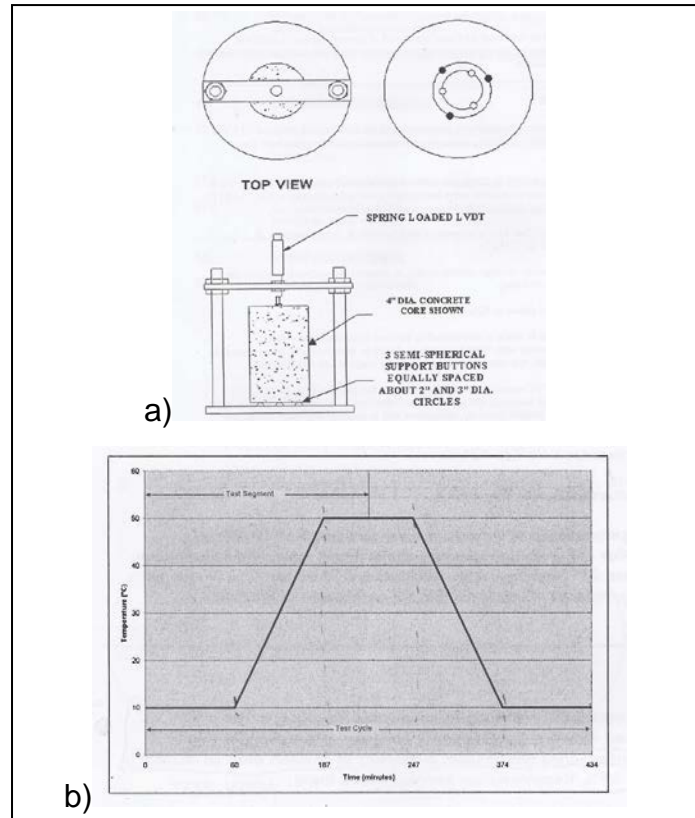 TOP VIEW
SPRING LOADED LVDT
4" DIA. CONCRETE
CORE SHOWN
3 SEMI-SPHERICAL
SUPPORT BUTTONS
EQUALLY SPACED
ABOUT 2" AND 3" DIA.
CIRCLES
a)
60
Test Segment
50
40
30
20
10
0
Temperature (°C)
Test Cycle
0
60
187
247
374
434
Time (minutes)
b)